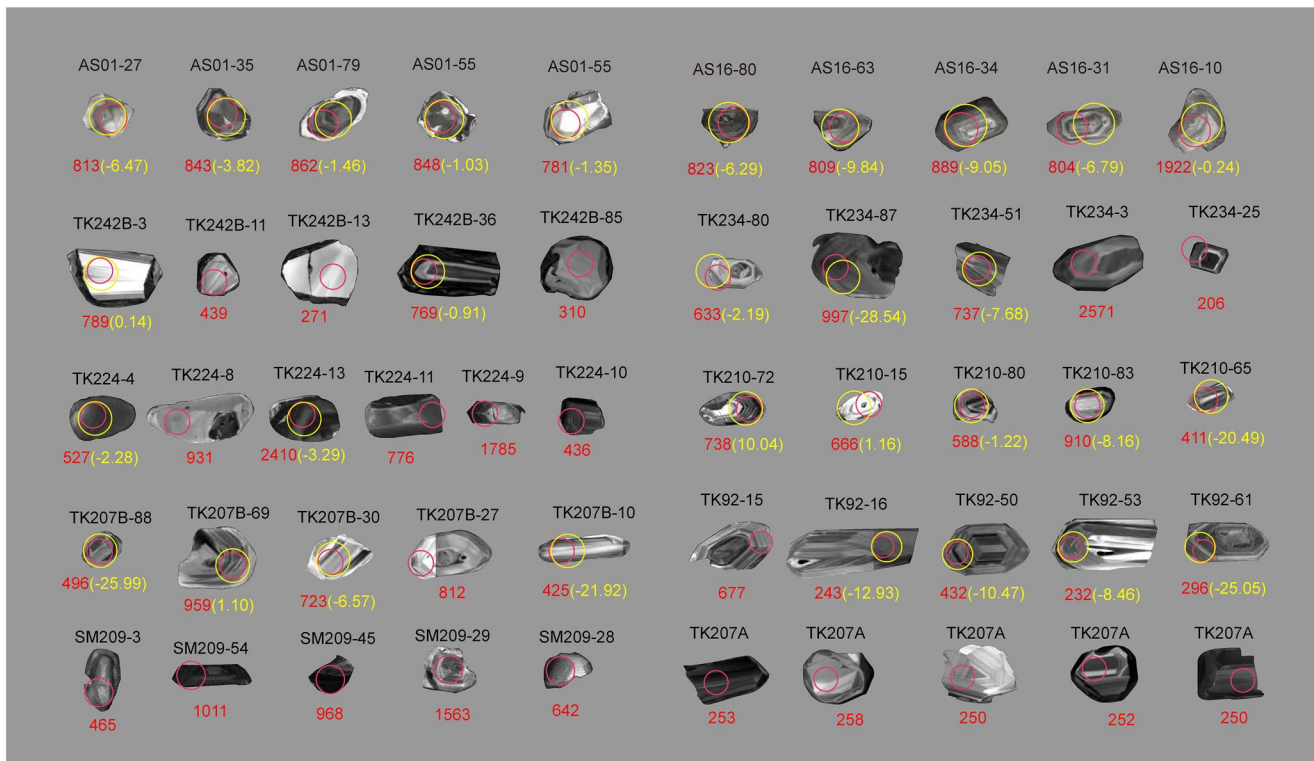 AS01-27 AS01-35 AS01-79 AS01-55 AS01-55 AS16-80 AS16-63 AS16-34 AS16-31 AS16-10
813(-6.47) 843(-3.82) 862(-1.46) 848(-1.03) 781(-1.35) 823(-6.29) 809(-9.84) 889(-9.05) 804(-6.79) 1922(-0.24)
TK242B-3 TK242B-11 TK242B-13 TK242B-36 TK242B-85 TK234-80 TK234-87 TK234-51 TK234-3 TK234-25
789(0.14) 439 271 769(-0.91) 310 633(-2.19) 997(-28.54) 737(-7.68) 2571 206
TK224-4 TK224-8 TK224-13 TK224-11 TK224-9 TK224-10 TK210-72 TK210-15 TK210-80 TK210-83 TK210-65
527(-2.28) 931 2410(-3.29) 776 1785 436 738(10.04) 666(1.16) 588(-1.22) 910(-8.16) 411(-20.49)
TK207B-88 TK207B-69 TK207B-30 TK207B-27 TK207B-10 TK92-15 TK92-16 TK92-50 TK92-53 TK92-61
496(-25.99) 959(1.10) 723(-6.57) 812 425(-21.92) 677 243(-12.93) 432(-10.47) 232(-8.46) 296(-25.05)
SM209-3 SM209-54 SM209-45 SM209-29 SM209-28 TK207A TK207A TK207A TK207A TK207A
465 1011 968 1563 642 253 258 250 252 250